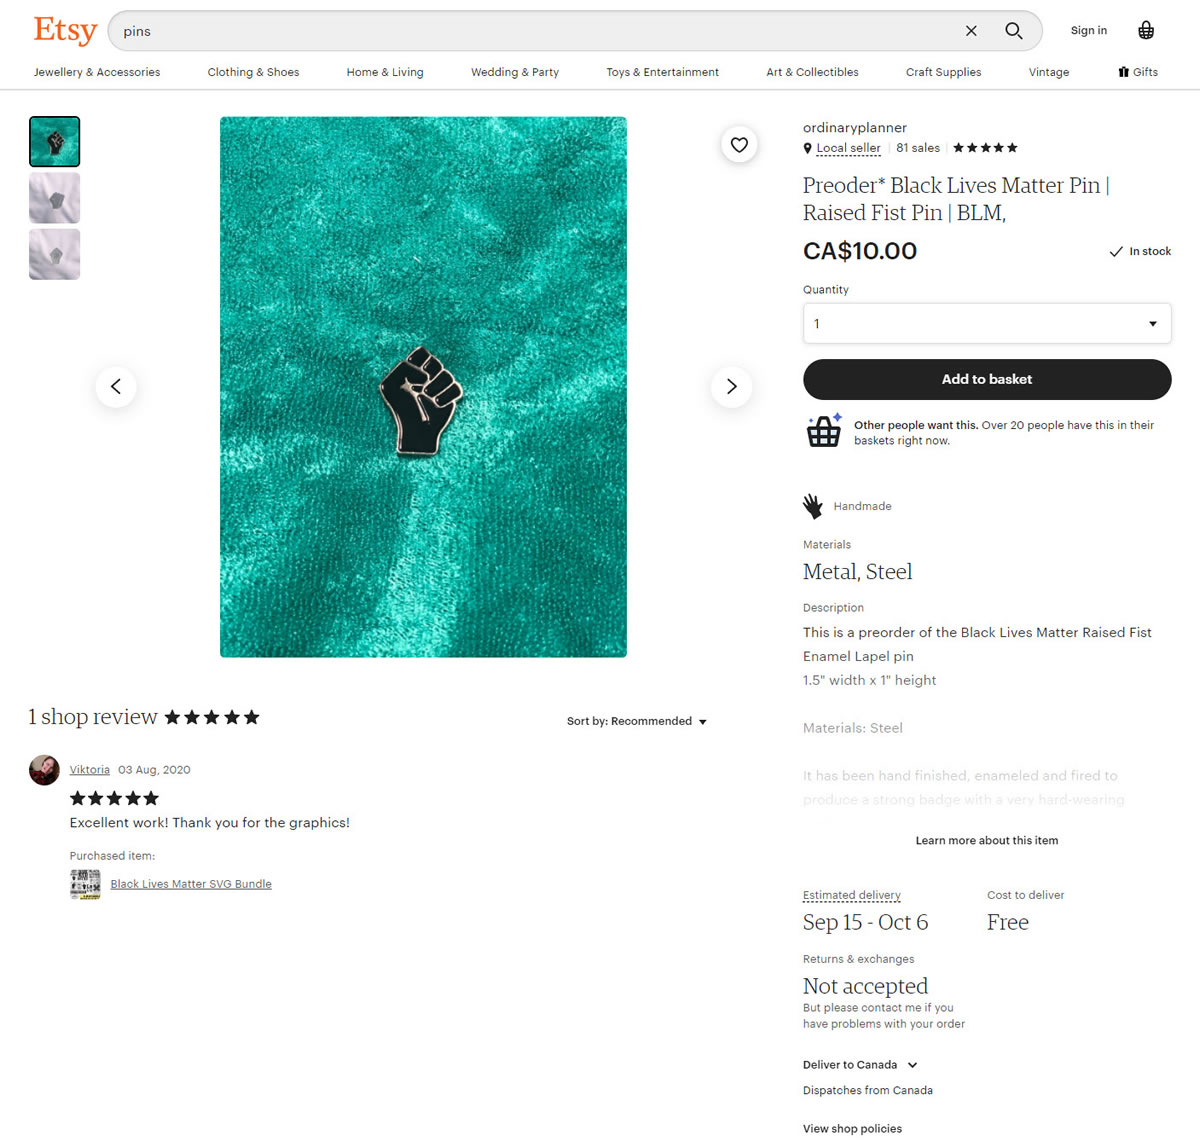 Etsy
pins
Sign in
Jewellery & Accessories
Clothing & Shoes
Home & Living
Wedding & Party
Toys & Entertainment
Art & Collectibles
Craft Supplies
Vintage
Gifts
ordinaryplanner
Local seller
81 sales
Preoder* Black Lives Matter Pin |
Raised Fist Pin | BLM,
CA$10.00
In stock
Quantity
1
Add to basket
Other people want this. Over 20 people have this in their
baskets right now.
Handmade
Materials
Metal, Steel
Description
This is a preorder of the Black Lives Matter Raised Fist
Enamel Lapel pin
1.5" width x 1" height
Materials: Steel
It has been hand finished, enameled and fired to
produce a strong badge with a very hard-wearing
Learn more about this item
Estimated delivery
Sep 15 - Oct 6
Cost to deliver
Free
Returns & exchanges
Not accepted
But please contact me if you
have problems with your order
Deliver to Canada
Dispatches from Canada
View shop policies
1 shop review
Sort by: Recommended
Viktoria 03 Aug, 2020
Excellent work! Thank you for the graphics!
Purchased item:
Black Lives Matter SVG Bundle